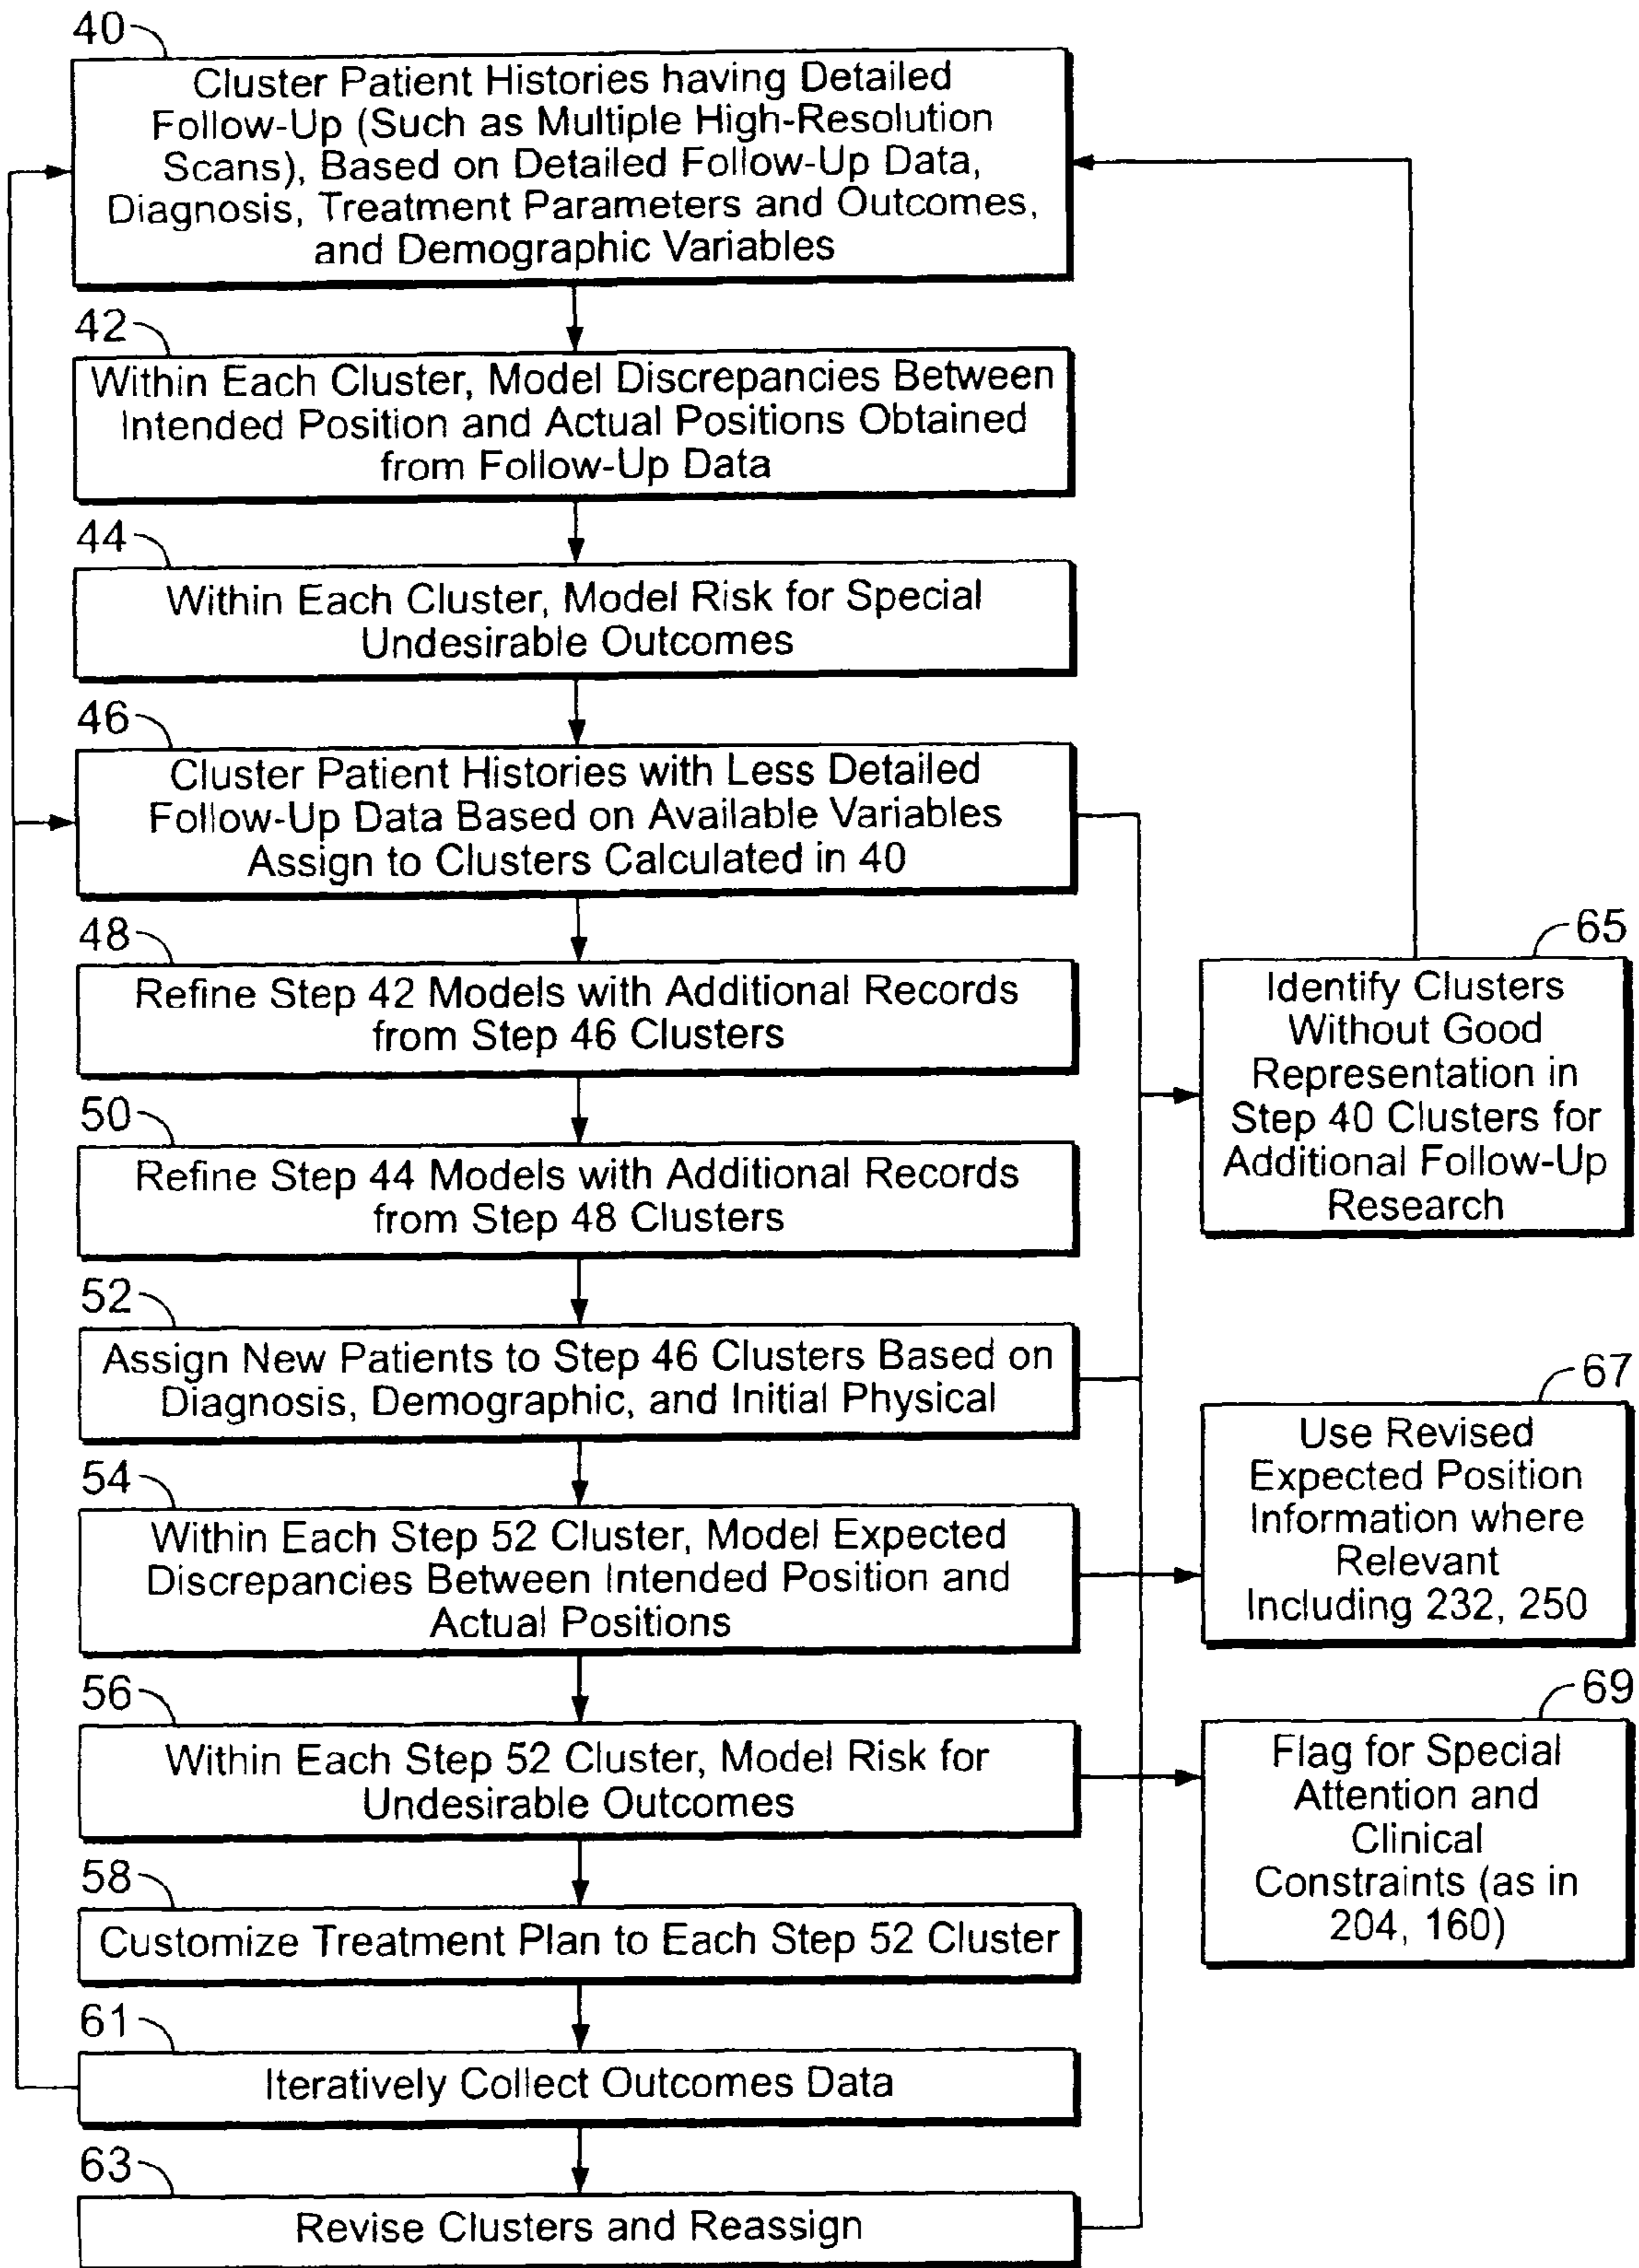 40
Cluster Patient Histories having Detailed
Follow-Up (Such as Multiple High-Resolution
Scans), Based on Detailed Follow-Up Data,
Diagnosis, Treatment Parameters and Outcomes,
and Demographic Variables
42
Within Each Cluster, Model Discrepancies Between
Intended Position and Actual Positions Obtained
from Follow-Up Data
44
Within Each Cluster, Model Risk for Special
Undesirable Outcomes
46
Cluster Patient Histories with Less Detailed
Follow-Up Data Based on Available Variables
Assign to Clusters Calculated in 40
48
Refine Step 42 Models with Additional Records
from Step 46 Clusters
50
Refine Step 44 Models with Additional Records
from Step 48 Clusters
52
Assign New Patients to Step 46 Clusters Based on
Diagnosis, Demographic, and Initial Physical
54
Within Each Step 52 Cluster, Model Expected
Discrepancies Between Intended Position and
Actual Positions
56
Within Each Step 52 Cluster, Model Risk for
Undesirable Outcomes
58
Customize Treatment Plan to Each Step 52 Cluster
61
Iteratively Collect Outcomes Data
63
Revise Clusters and Reassign
65
Identify Clusters
Without Good
Representation in
Step 40 Clusters for
Additional Follow-Up
Research
67
Use Revised
Expected Position
Information where
Relevant
Including 232, 250
69
Flag for Special
Attention and
Clinical
Constraints (as in
204, 160)